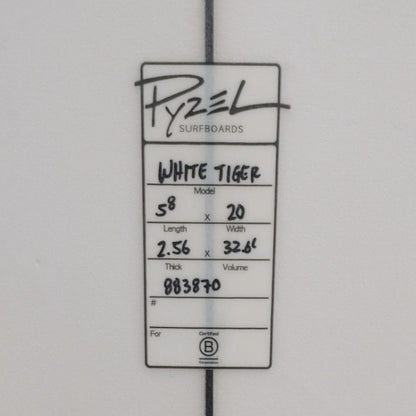 PYZEL
SURFBOARDS
WHITE TIGER
Model
5⁸ x 20
Length Width
2.56 x 32.6L
Thick Volume
883870
#
For
Certified
B
Corporation